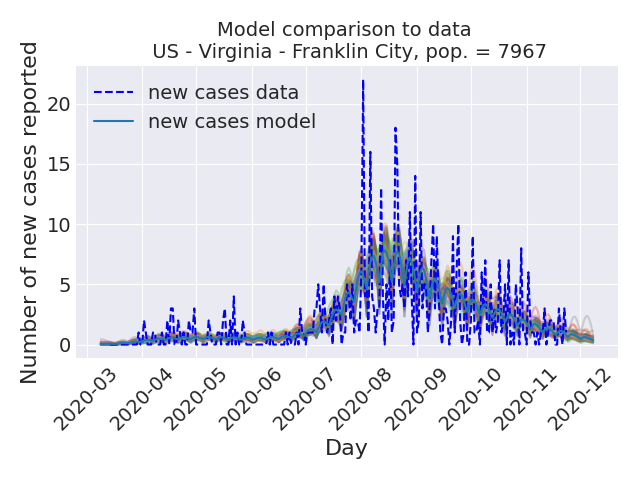 Model comparison to data
US - Virginia - Franklin City, pop. = 7967
new cases data
new cases model
Number of new cases reported
20
15
10
5
0
2020-03
2020-04
2020-05
2020-06
2020-07
2020-08
2020-09
2020-10
2020-11
2020-12
Day